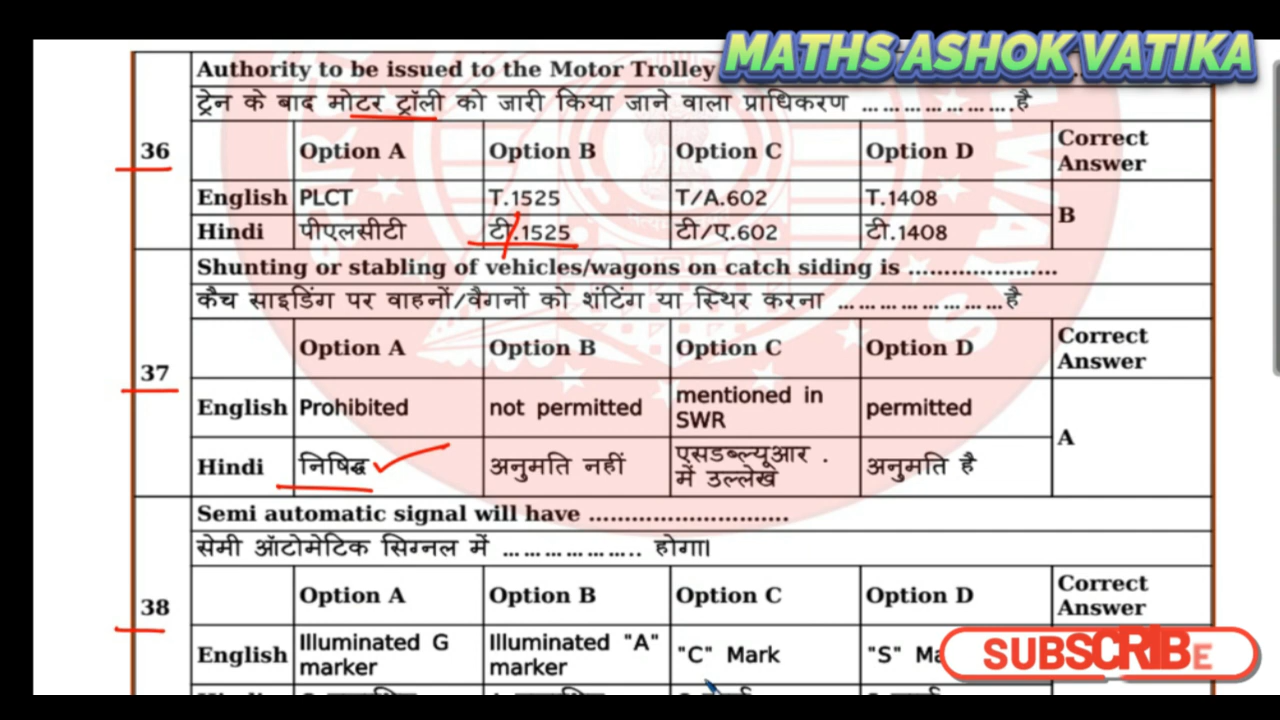 MATHS ASHOK VATIKA
Authority to be issued to the Motor Trolley
ट्रेन के बाद मोटर ट्रॉली को जारी किया जाने वाला प्राधिकरण ...................है
36 Option A Option B Option C Option D Correct Answer
English PLCT T.1525 T/A.602 T.1408 B
Hindi पीएलसीटी टी.1525 टी/ए.602 टी.1408
Shunting or stabling of vehicles/wagons on catch siding is .....................
कैच साइडिंग पर वाहनों/वैगनों को शंटिंग या स्थिर करना .....................है
37 Option A Option B Option C Option D Correct Answer
English Prohibited not permitted mentioned in SWR permitted A
Hindi निषिद्ध अनुमति नहीं एसडब्ल्यूआर . में उल्लेखे अनुमति है
Semi automatic signal will have ...........................
सेमी ऑटोमेटिक सिग्नल में .................. होगा।
38 Option A Option B Option C Option D Correct Answer
English Illuminated G marker Illuminated "A" marker "C" Mark "S"
SUBSCRIBE